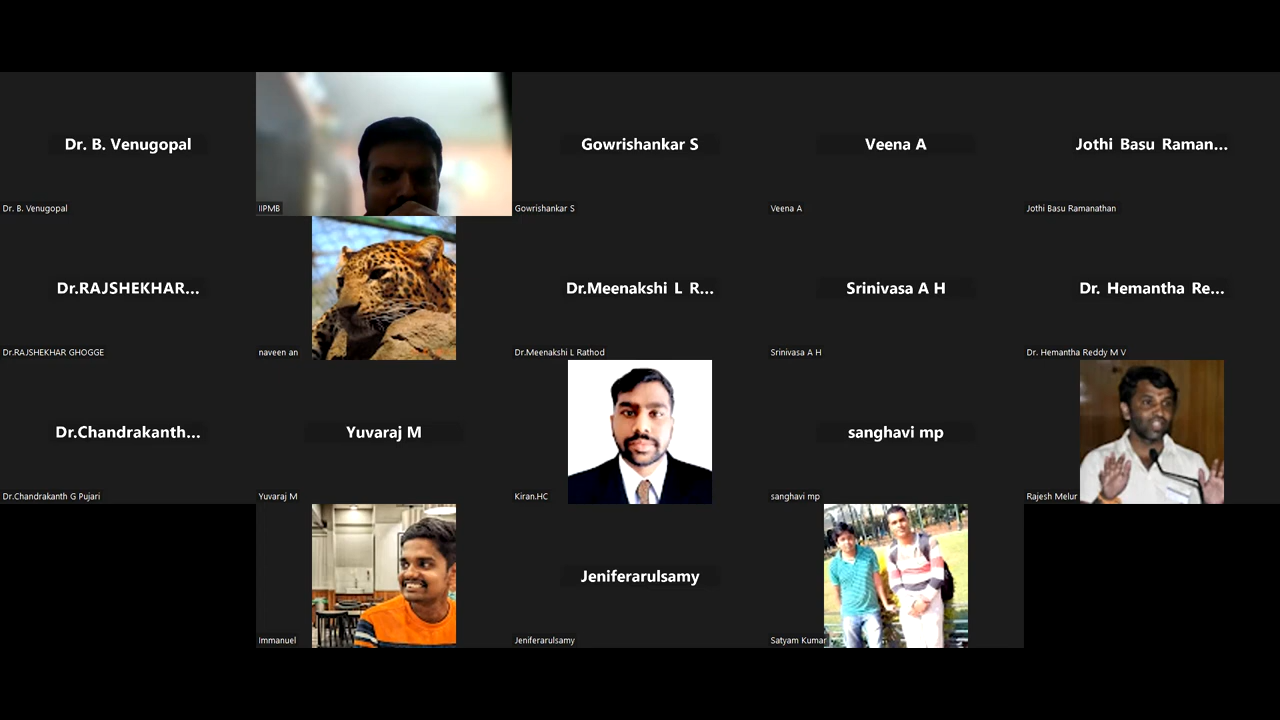 Dr. B. Venugopal
Dr. B. Venugopal
IIPMB
Gowrishankar S
Gowrishankar S
Veena A
Veena A
Jothi Basu Raman...
Jothi Basu Ramanathan
Dr.RAJSHEKHAR...
Dr.RAJSHEKHAR GHOGGE
naveen an
Dr.Meenakshi L R...
Dr.Meenakshi L Rathod
Srinivasa A H
Srinivasa A H
Dr. Hemantha Re...
Dr. Hemantha Reddy M V
Dr.Chandrakanth...
Dr.Chandrakanth G Pujari
Yuvaraj M
Yuvaraj M
Kiran.HC
sanghavi mp
sanghavi mp
Rajesh Melur
Immanuel
Jeniferarulsamy
Jeniferarulsamy
Satyam Kumar